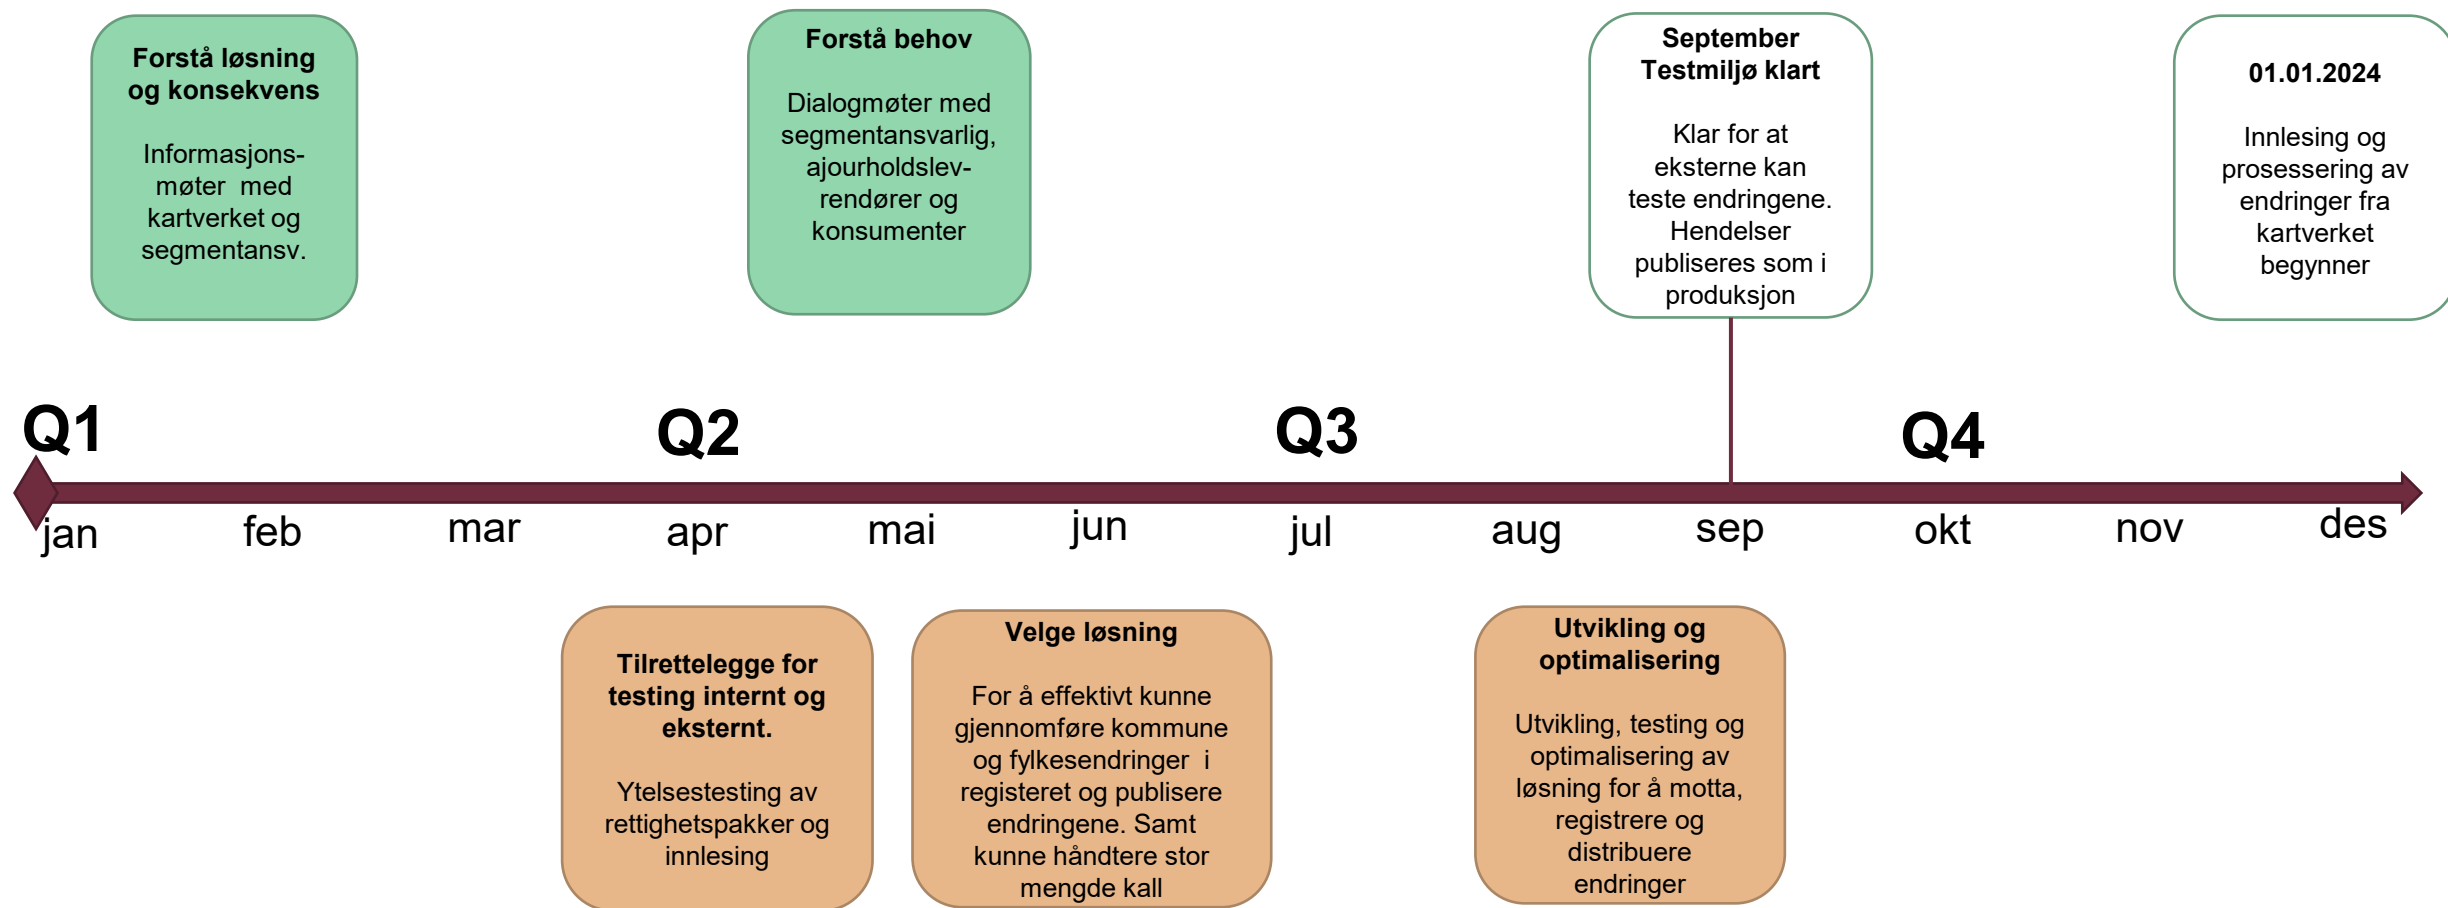 Forstå løsning
og konsekvens
Informasjons-
møter med
kartverket og
segmentansv.
Forstå behov
Dialogmøter med
segmentansvarlig,
ajourholdslev-
rendører og
konsumenter
September
Testmiljø klart
Klar for at
eksterne kan
teste endringene.
Hendelser
publiseres som i
produksjon
01.01.2024
Innlesing og
prosessering av
endringer fra
kartverket
begynner
Q1
Q2
Q3
Q4
jan
feb
mar
apr
mai
jun
jul
aug
sep
okt
nov
des
Tilrettelegge for
testing internt og
eksternt.
Ytelsestesting av
rettighetspakker og
innlesing
Velge løsning
For å effektivt kunne
gjennomføre kommune
og fylkesendringer i
registeret og publisere
endringene. Samt
kunne håndtere stor
mengde kall
Utvikling og
optimalisering
Utvikling, testing og
optimalisering av
løsning for å motta,
registrere og
distribuere
endringer